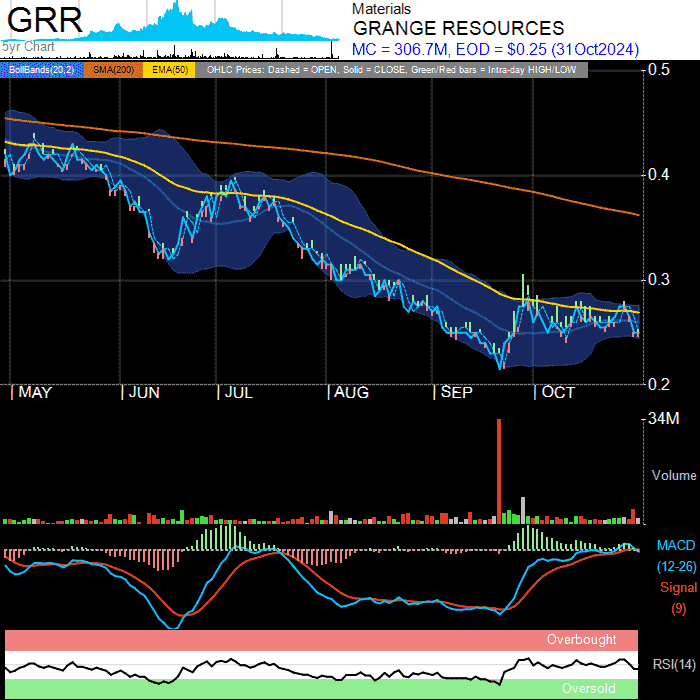 GRR
5yr Chart
Materials
GRANGE RESOURCES
MC = 306.7M, EOD = $0.25 (31Oct2024)
BollBands(20,2) SMA(200) EMA(50) OHLC Prices: Dashed = OPEN, Solid = CLOSE, Green/Red bars = Intra-day HIGH/LOW
0.5
0.4
0.3
0.2
MAY JUN JUL AUG SEP OCT
34M
Volume
MACD
(12-26)
Signal
(9)
Overbought
RSI(14)
Oversold